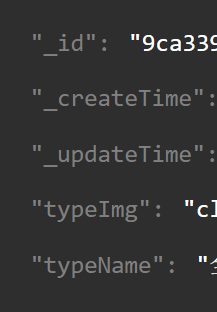 "_id": "9ca339
"_createTime":
"_updateTime":
"typeImg": "cl
"typeName": "